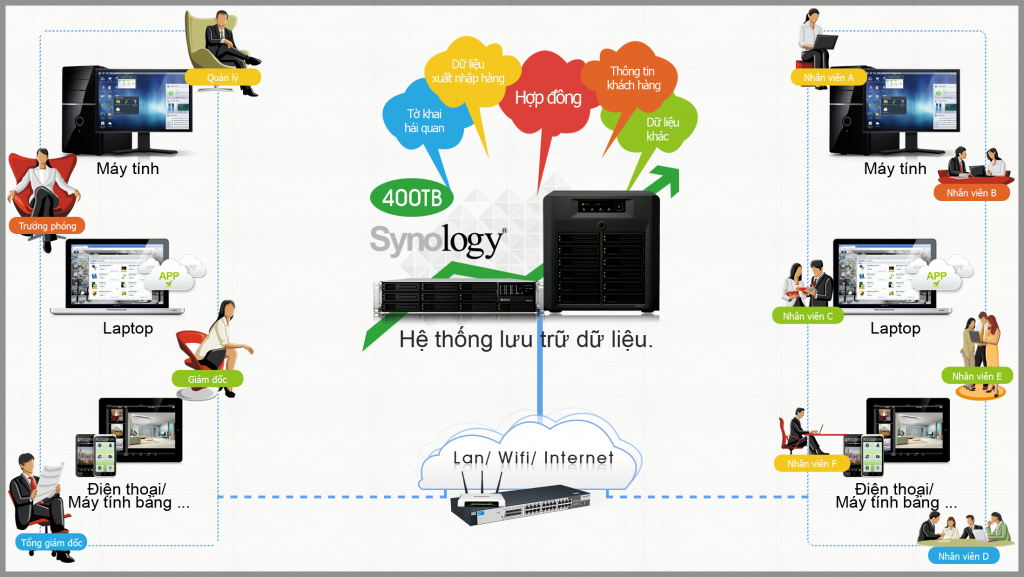 Quản lý
Máy tính
Trưởng phóng
APP
Laptop
Giám đốc
Điện thoại/
Máy tính bảng ...
Tổng giám đốc
Dữ liệu
xuất nhập hàng
Tờ khai
hải quan
Hợp đồng
Thông tin
khách hàng
Dữ liệu
khác
400TB
Synology®
Hệ thống lưu trữ dữ liệu.
Lan/ Wifi/ Internet
Nhân viên A
Máy tính
Nhân viên B
APP
Nhân viên C
Laptop
Nhân viên E
Nhân viên F
Điện thoại/
Máy tính bảng ...
Nhân viên D